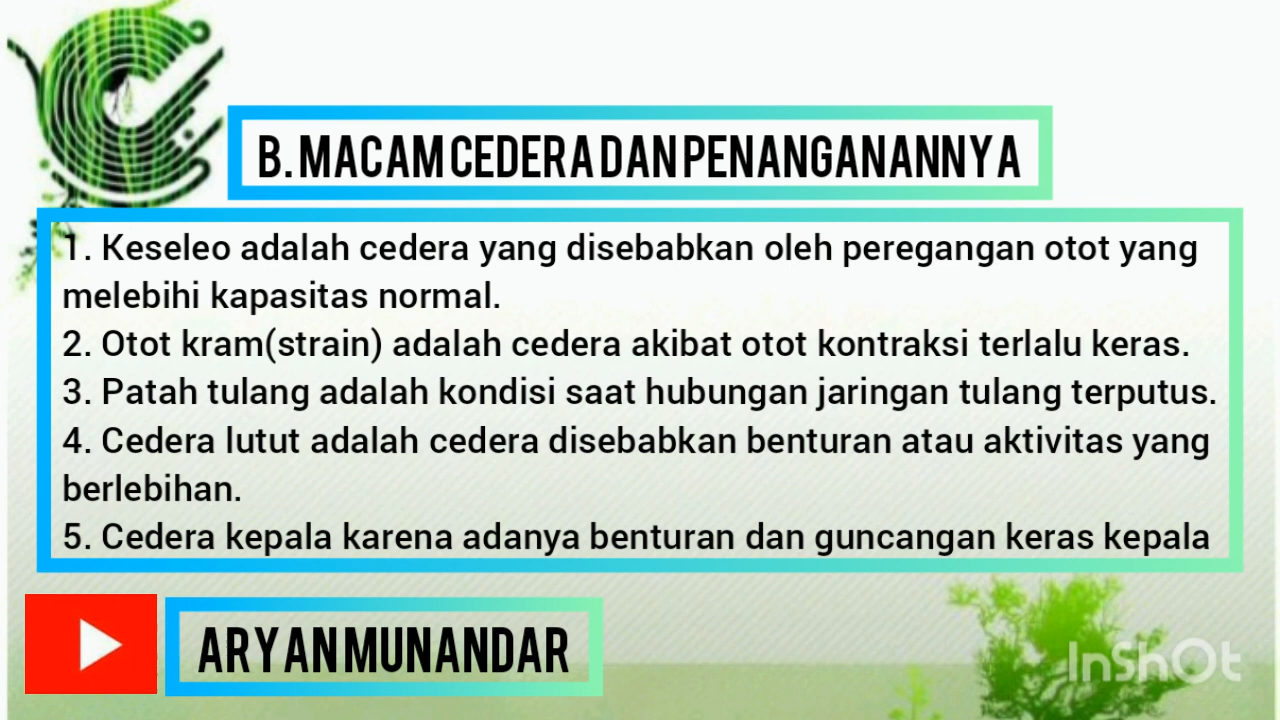 B. MACAM CEDERA DAN PENANGANANNYA
1. Keseleo adalah cedera yang disebabkan oleh peregangan otot yang
melebihi kapasitas normal.
2. Otot kram(strain) adalah cedera akibat otot kontraksi terlalu keras.
3. Patah tulang adalah kondisi saat hubungan jaringan tulang terputus.
4. Cedera lutut adalah cedera disebabkan benturan atau aktivitas yang
berlebihan.
5. Cedera kepala karena adanya benturan dan guncangan keras kepala
ARYAN MUNANDAR
InShOt